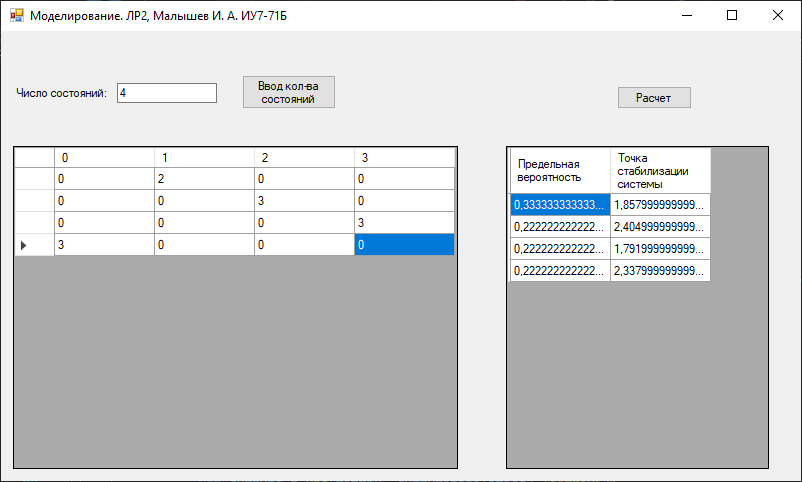 Моделирование. ЛР2, Малышев И. А. ИУ7-71Б
Число состояний:
4
Ввод кол-ва
состояний
Расчет
0 1 2 3
0 2 0 0
0 0 3 0
0 0 0 3
3 0 0 0
Предельная
вероятность
Точка
стабилизации
системы
0,333333333333... 1,857999999999...
0,222222222222... 2,404999999999...
0,222222222222... 1,791999999999...
0,222222222222... 2,337999999999...